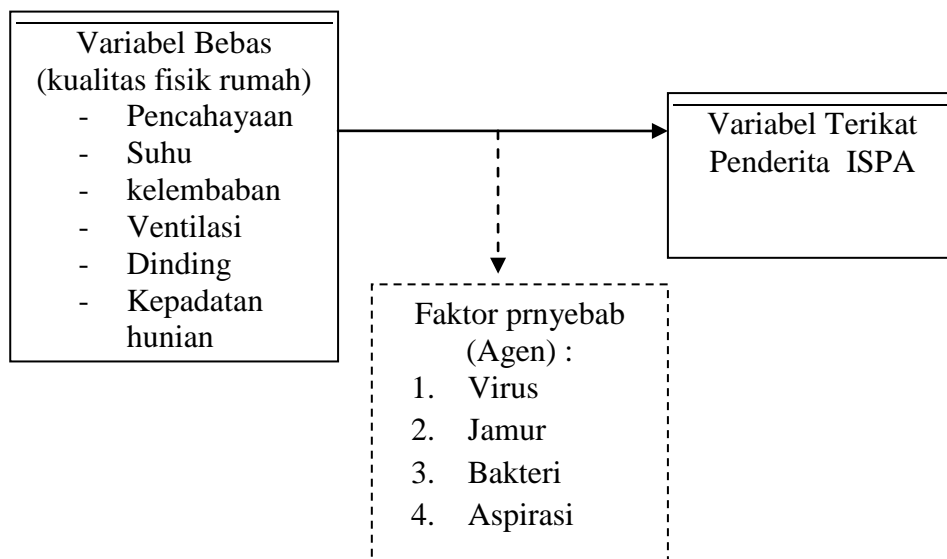 Variabel Bebas
(kualitas fisik rumah)
- Pencahayaan
- Suhu
- kelembaban
- Ventilasi
- Dinding
- Kepadatan
hunian
Variabel Terikat
Penderita ISPA
Faktor prnyebab
(Agen) :
1. Virus
2. Jamur
3. Bakteri
4. Aspirasi